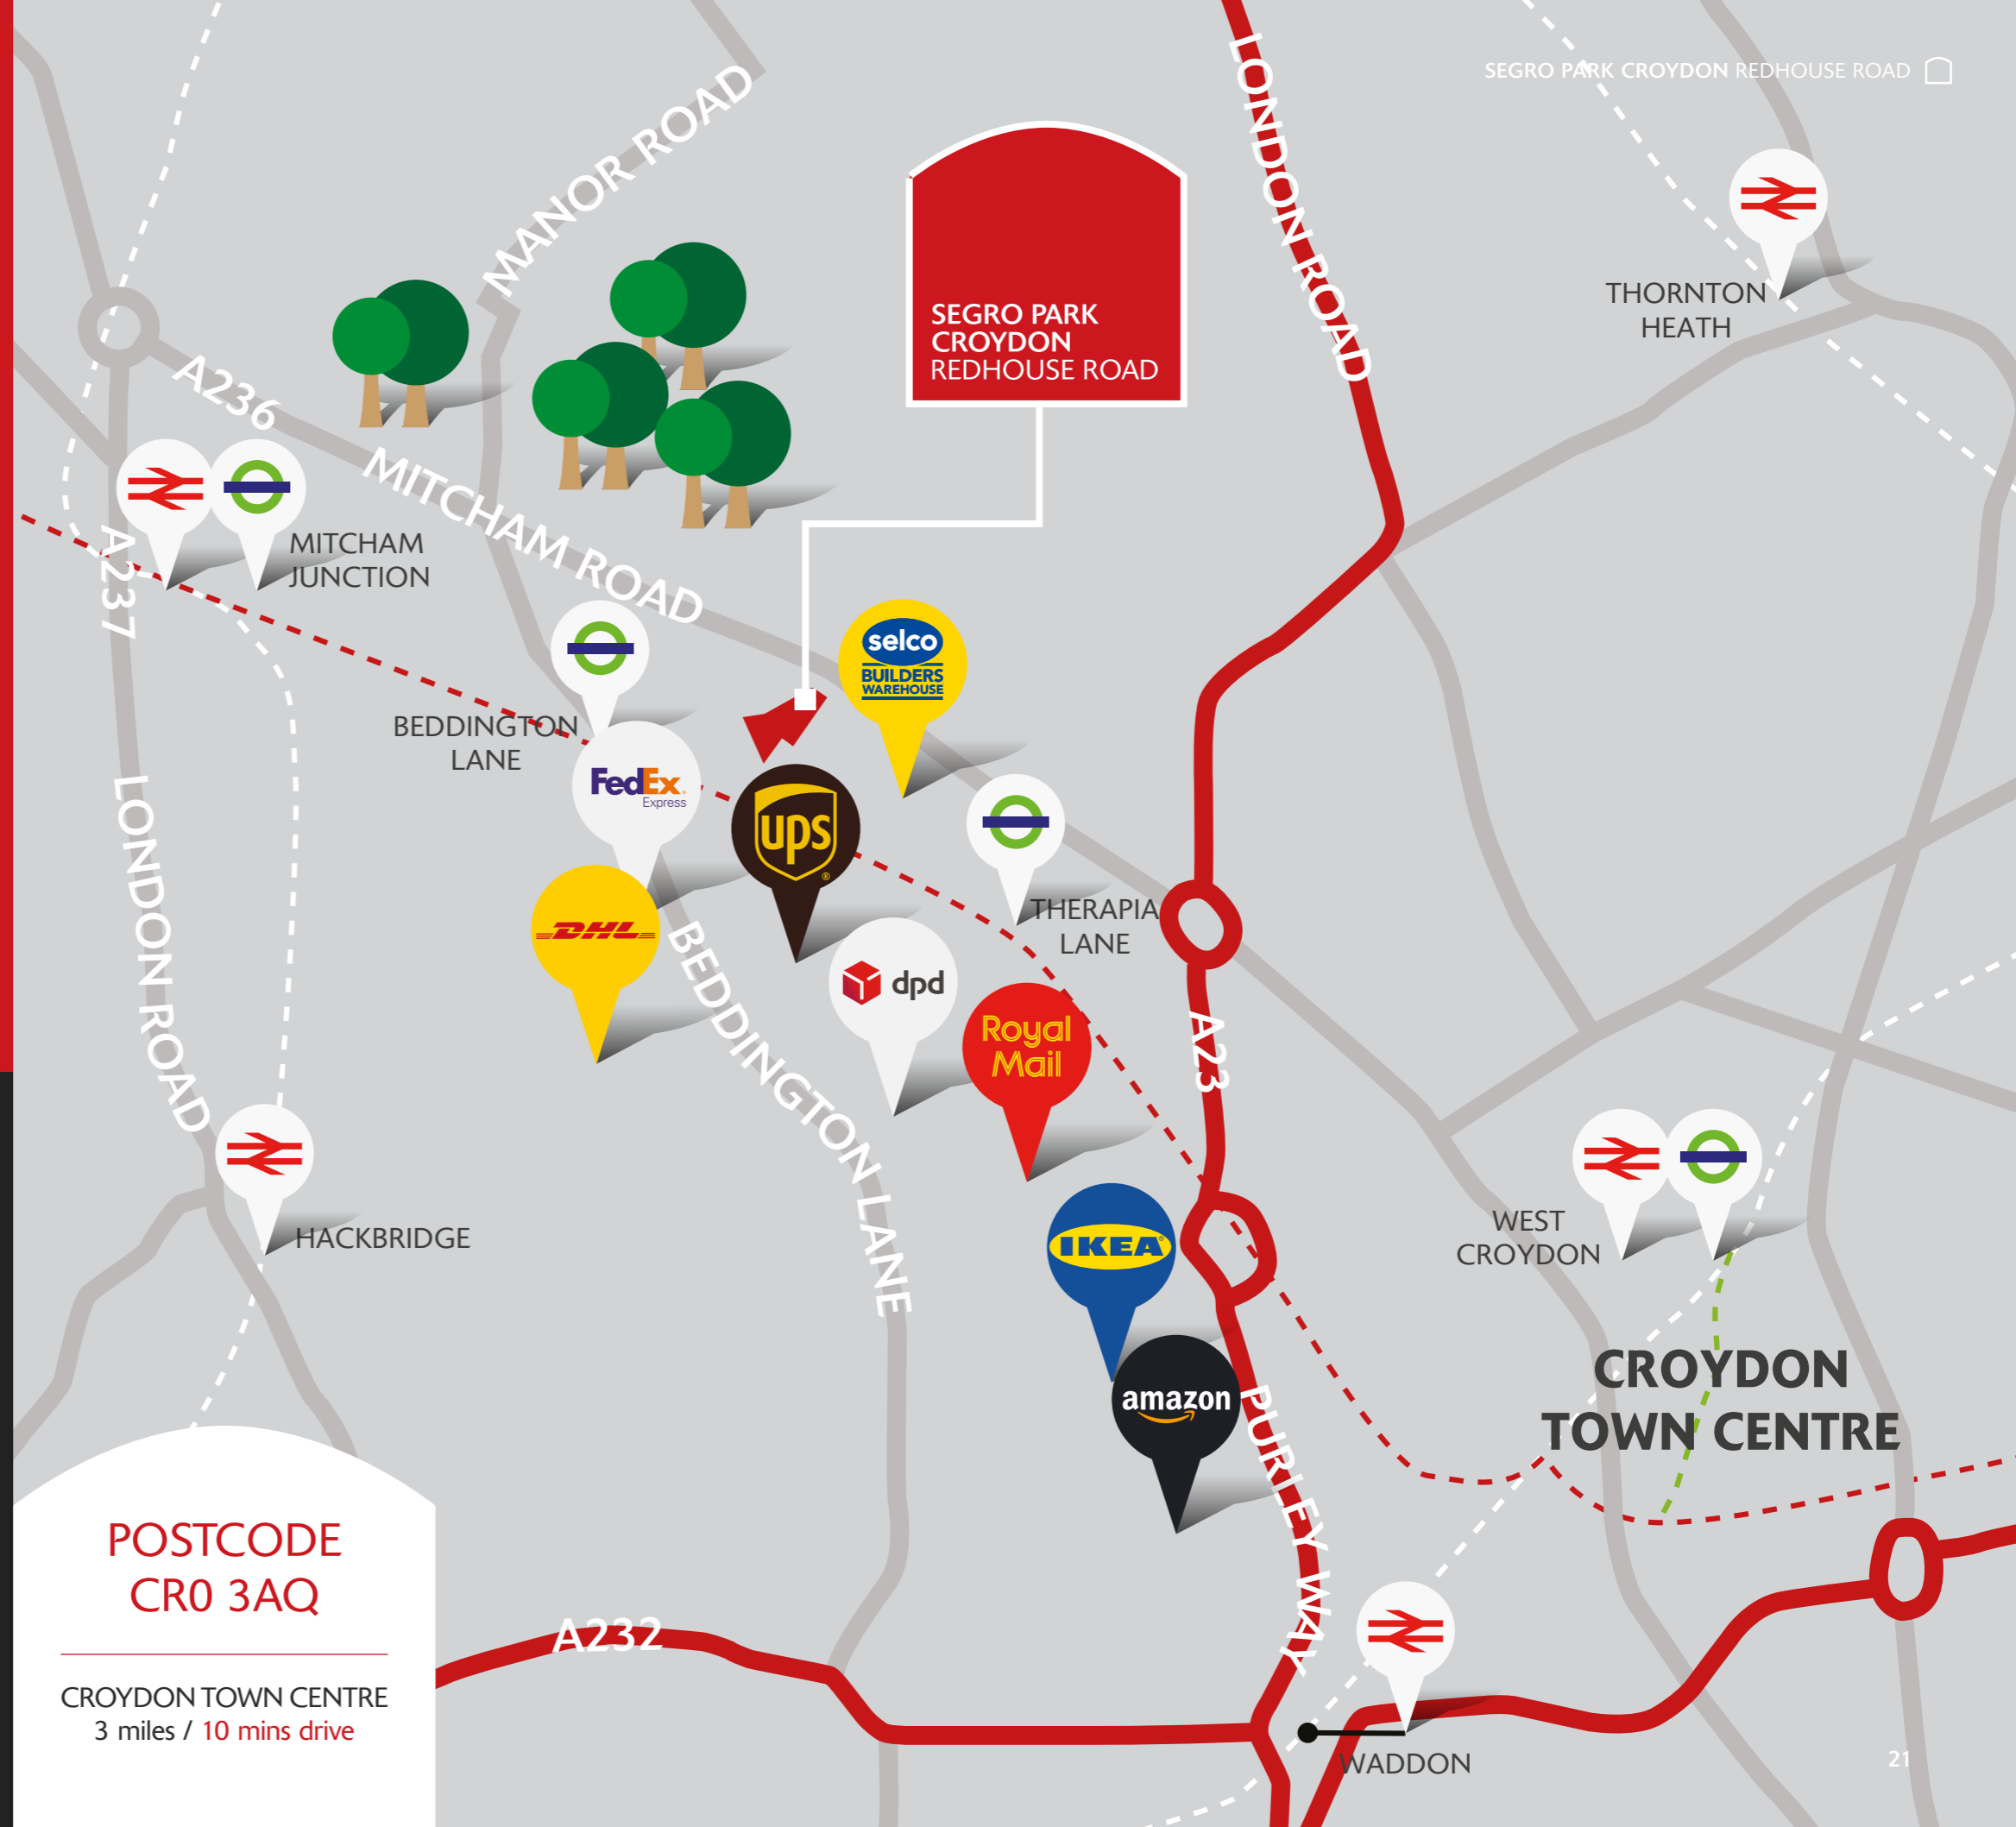 SEGRO PARK CROYDON REDHOUSE ROAD
MANOR ROAD
LONDON ROAD
SEGRO PARK
CROYDON
REDHOUSE ROAD
THORNTON
HEATH
A236
MITCHAM ROAD
MITCHAM
JUNCTION
A237
selco
BUILDERS
WAREHOUSE
BEDDINGTON
LANE
FedEx
Express
ups
LONDON ROAD
DHL
BEDDINGTON LANE
THERAPIA
LANE
dpd
Royal
Mail
A23
HACKBRIDGE
IKEA
WEST
CROYDON
amazon
CROYDON
TOWN CENTRE
PURLEY WAY
POSTCODE
CR0 3AQ
CROYDON TOWN CENTRE
3 miles / 10 mins drive
A232
WADDON
21